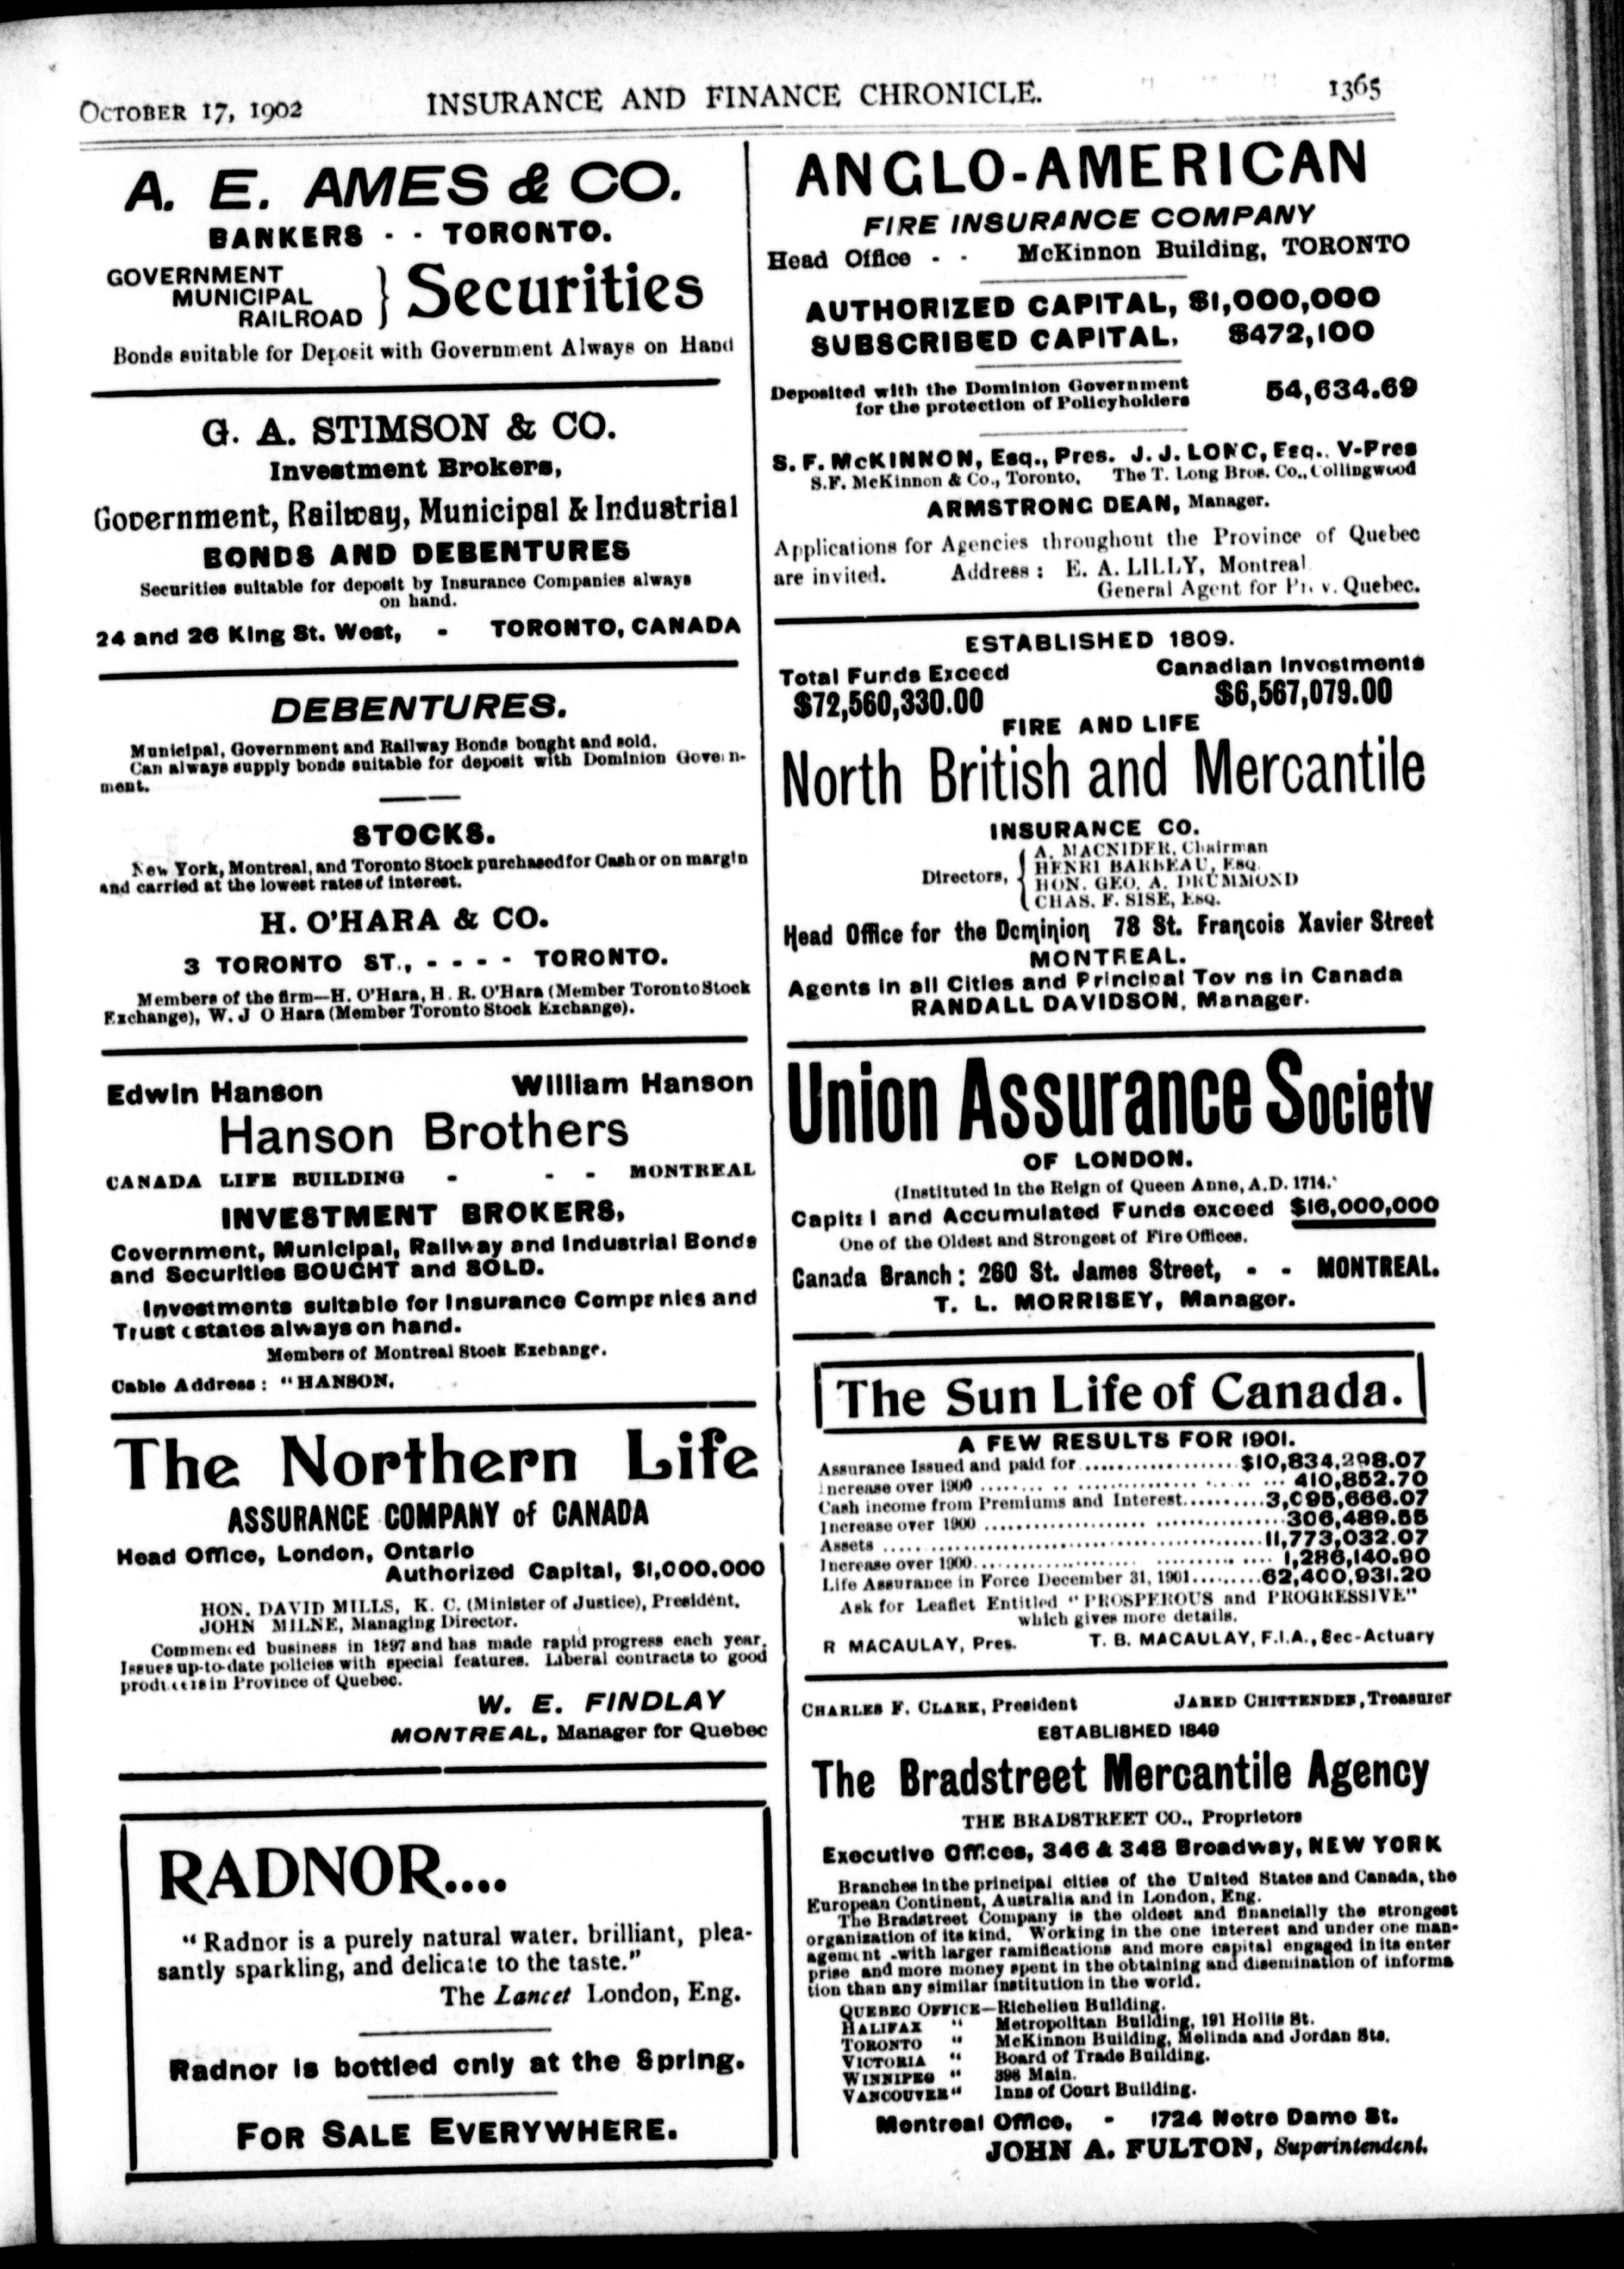 OCTOBER 17, 1902 INSURANCE AND FINANCE CHRONICLE. 1365
A. E. AMES & CO.
BANKERS - - TORONTO.
GOVERNMENT
MUNICIPAL
RAILROAD
} Securities
Bonds suitable for Deposit with Government Always on Hand
G. A. STIMSON & CO.
Investment Brokers,
Government, Railway, Municipal & Industrial
BONDS AND DEBENTURES
Securities suitable for deposit by Insurance Companies always
on hand.
24 and 26 King St. West, - TORONTO, CANADA
DEBENTURES.
Municipal, Government and Railway Bonds bought and sold.
Can always supply bonds suitable for deposit with Dominion Govern-
ment.
STOCKS.
New York, Montreal, and Toronto Stock purchased for Cash or on margin
and carried at the lowest rates of interest.
H. O'HARA & CO.
3 TORONTO ST., - - - - TORONTO.
Members of the firm—H. O'Hara, H. R. O'Hara (Member Toronto Stock
Exchange), W. J O Hara (Member Toronto Stock Exchange).
Edwin Hanson William Hanson
Hanson Brothers
CANADA LIFE BUILDING - - - MONTREAL
INVESTMENT BROKERS,
Government, Municipal, Railway and Industrial Bonds
and Securities BOUGHT and SOLD.
Investments suitable for Insurance Companies and
Trust estates always on hand.
Members of Montreal Stock Exchange.
Cable Address: "HANSON.
The Northern Life
ASSURANCE COMPANY of CANADA
Head Office, London, Ontario
Authorized Capital, $1,000,000
HON. DAVID MILLS, K. C. (Minister of Justice), President.
JOHN MILNE, Managing Director.
Commenced business in 1897 and has made rapid progress each year.
Issues up-to-date policies with special features. Liberal contracts to good
producers in Province of Quebec.
W. E. FINDLAY
MONTREAL, Manager for Quebec
RADNOR....
"Radnor is a purely natural water. brilliant, plea-
santly sparkling, and delicate to the taste."
The Lancet London, Eng.
Radnor is bottled only at the Spring.
FOR SALE EVERYWHERE.
ANGLO-AMERICAN
FIRE INSURANCE COMPANY
Head Office - - McKinnon Building, TORONTO
AUTHORIZED CAPITAL, $1,000,000
SUBSCRIBED CAPITAL, $472,100
Deposited with the Dominion Government
for the protection of Policyholders
54,634.69
S. F. McKINNON, Esq., Pres. J. J. LONG, Esq.. V-Pres
S.F. McKinnon & Co., Toronto, The T. Long Bros. Co., Collingwood
ARMSTRONG DEAN, Manager.
Applications for Agencies throughout the Province of Quebec
are invited. Address: E. A. LILLY, Montreal
General Agent for Prov. Quebec.
ESTABLISHED 1809.
Total Funds Exceed Canadian Investments
$72,560,330.00 $6,567,079.00
FIRE AND LIFE
North British and Mercantile
INSURANCE CO.
Directors, {
A. MACNIDER, Chairman
HENRI BARBEAU, ESQ.
HON. GEO. A. DRUMMOND
CHAS. F. SISE, ESQ.
Head Office for the Dominion 78 St. François Xavier Street
MONTREAL.
Agents in all Cities and Principal Towns in Canada
RANDALL DAVIDSON, Manager.
Union Assurance Society
OF LONDON.
(Instituted in the Reign of Queen Anne, A.D. 1714.
Capital and Accumulated Funds exceed $16,000,000
One of the Oldest and Strongest of Fire Offices.
Canada Branch: 260 St. James Street, - - MONTREAL.
T. L. MORRISEY, Manager.
The Sun Life of Canada.
A FEW RESULTS FOR 1901.
Assurance Issued and paid for ................... $10,834,298.07
Increase over 1900 ................... 410,852.70
Cash income from Premiums and Interest.......... 3,095,666.07
Increase over 1900 ................... 306,489.55
Assets ................... 11,773,032.07
Increase over 1900 ................... 1,286,140.90
Life Assurance in Force December 31, 1901......... 62,400,931.20
Ask for Leaflet Entitled "PROSPEROUS and PROGRESSIVE"
which gives more details.
R MACAULAY, Pres. T. B. MACAULAY, F.I.A., Sec-Actuary
CHARLES F. CLARK, President JARED CHITTENDEN, Treasurer
ESTABLISHED 1849
The Bradstreet Mercantile Agency
THE BRADSTREET CO., Proprietors
Executive Offices, 346 & 348 Broadway, NEW YORK
Branches in the principal cities of the United States and Canada, the
European Continent, Australia and in London, Eng.
The Bradstreet Company is the oldest and financially the strongest
organization of its kind. Working in the one interest and under one man-
agement -with larger ramifications and more capital engaged in its enter
prise and more money spent in the obtaining and disemination of informa
tion than any similar institution in the world.
QUEBEC OFFICE—Richelieu Building.
HALIFAX " Metropolitan Building, 191 Hollis St.
TORONTO " McKinnon Building, Melinda and Jordan Sts.
VICTORIA " Board of Trade Building.
WINNIPEG " 398 Main.
VANCOUVER " Inns of Court Building.
Montreal Office, - 1724 Notre Dame St.
JOHN A. FULTON, Superintendent.